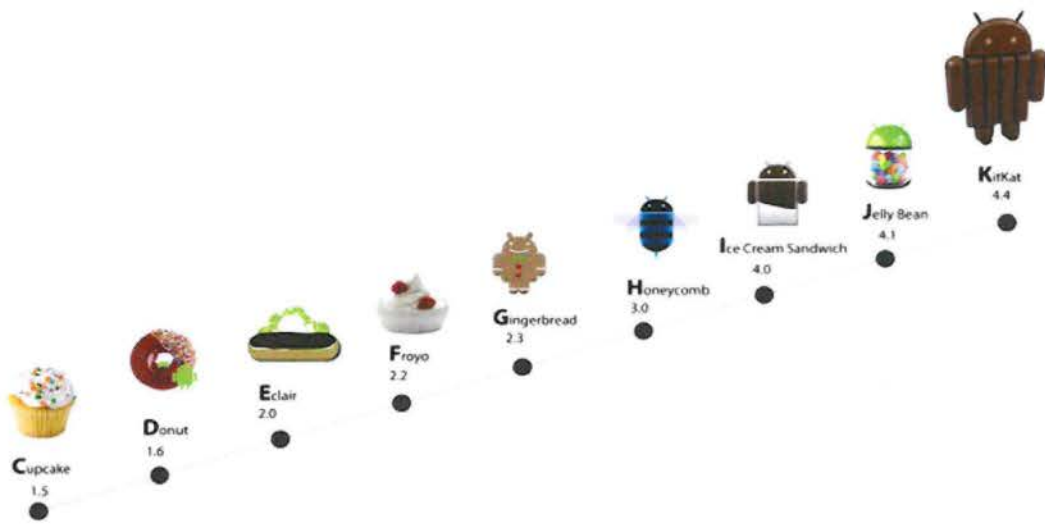 Cupcake
1.5
Donut
1.6
Eclair
2.0
Froyo
2.2
Gingerbread
2.3
Honeycomb
3.0
Ice Cream Sandwich
4.0
Jelly Bean
4.1
KitKat
4.4